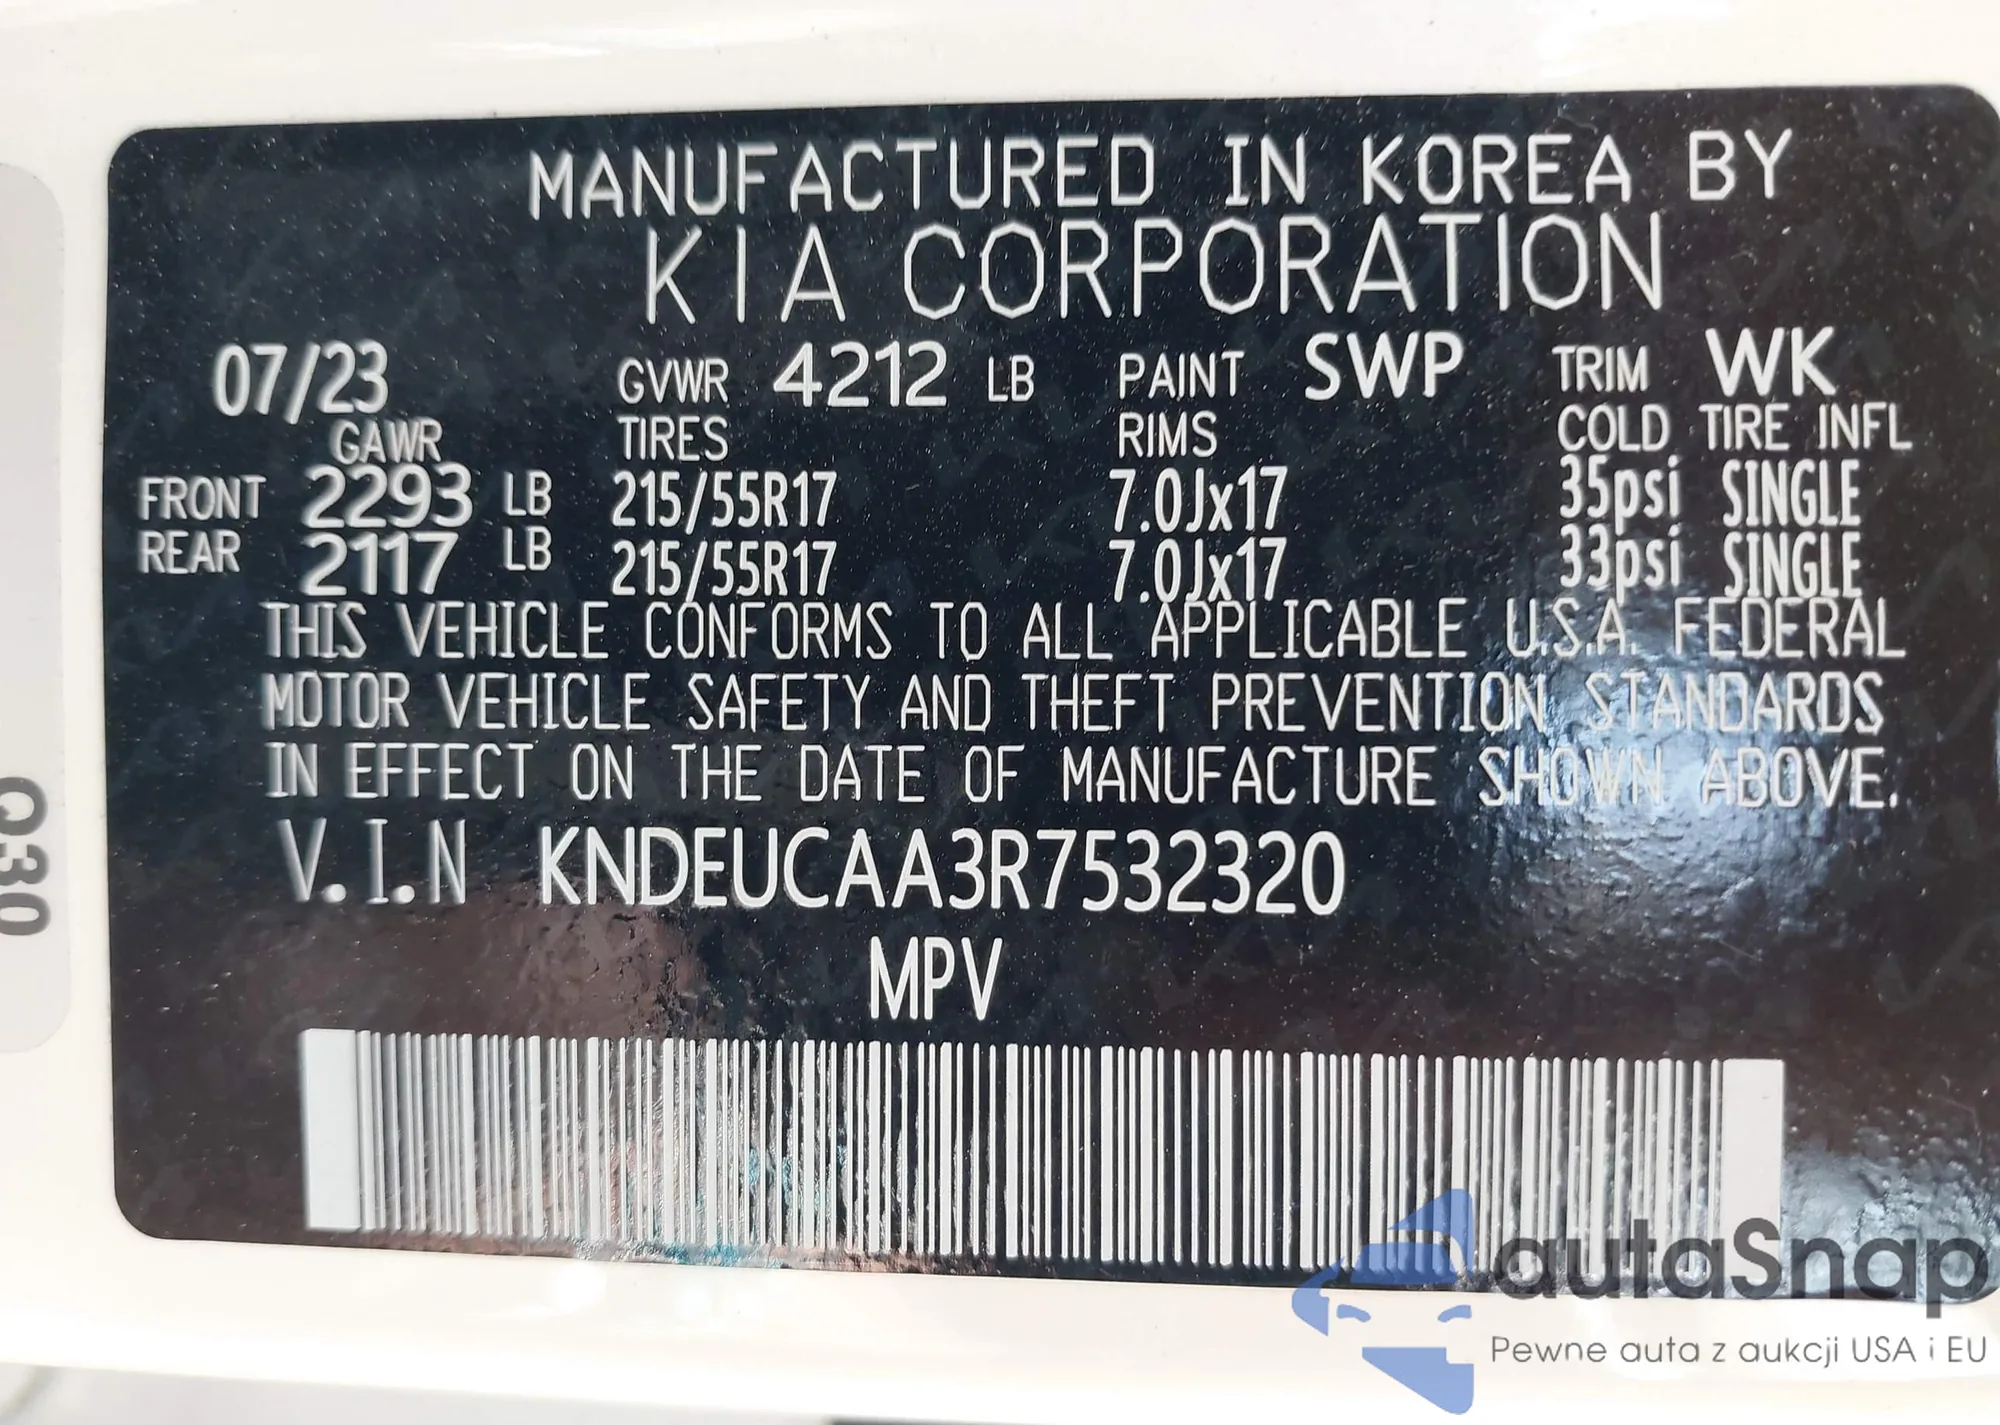 MANUFACTURED IN KOREA BY
KIA CORPORATION
07/23 GVWR 4212 LB PAINT SWP TRIM WK
GAWR TIRES RIMS COLD TIRE INFL
FRONT 2293 LB 215/55R17 7.0Jx17 35psi SINGLE
REAR 2117 LB 215/55R17 7.0Jx17 33psi SINGLE
THIS VEHICLE CONFORMS TO ALL APPLICABLE U.S.A. FEDERAL
MOTOR VEHICLE SAFETY AND THEFT PREVENTION STANDARDS
IN EFFECT ON THE DATE OF MANUFACTURE SHOWN ABOVE.
V.I.N KNDEUCAA3R7532320
MPV
Q30
autaSnap
Pewne auta z aukcji USA i EU